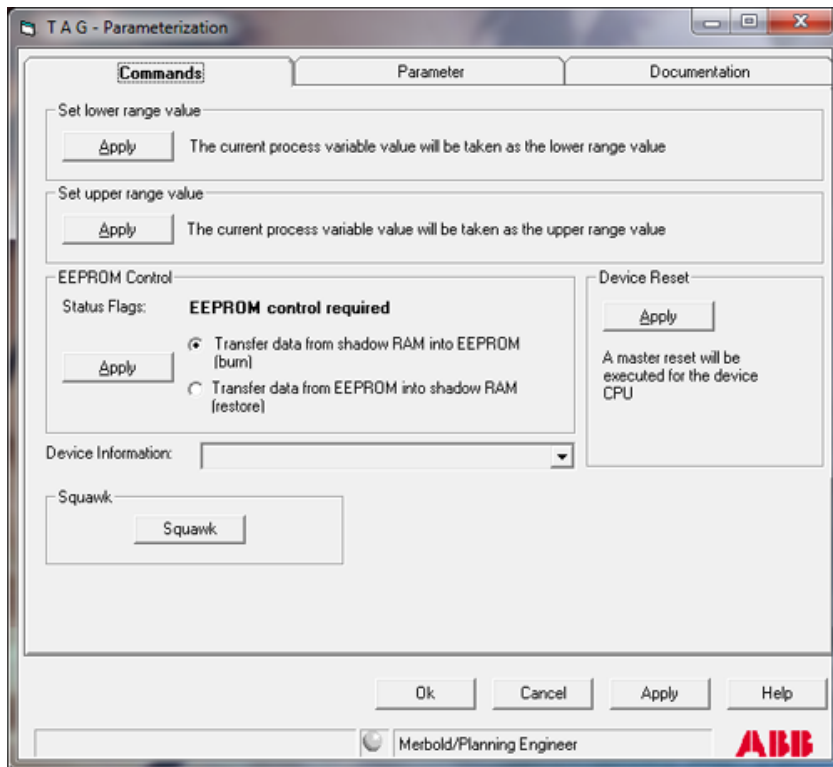 T A G - Parameterization
Commands
Parameter
Documentation
Set lower range value
Apply
The current process variable value will be taken as the lower range value
Set upper range value
Apply
The current process variable value will be taken as the upper range value
EEPROM Control
Status Flags:
EEPROM control required
Apply
Transfer data from shadow RAM into EEPROM
(burn)
Transfer data from EEPROM into shadow RAM
(restore)
Device Reset
Apply
A master reset will be
executed for the device
CPU
Device Information:
Squawk
Squawk
Ok
Cancel
Apply
Help
Merbold/Planning Engineer
ABB